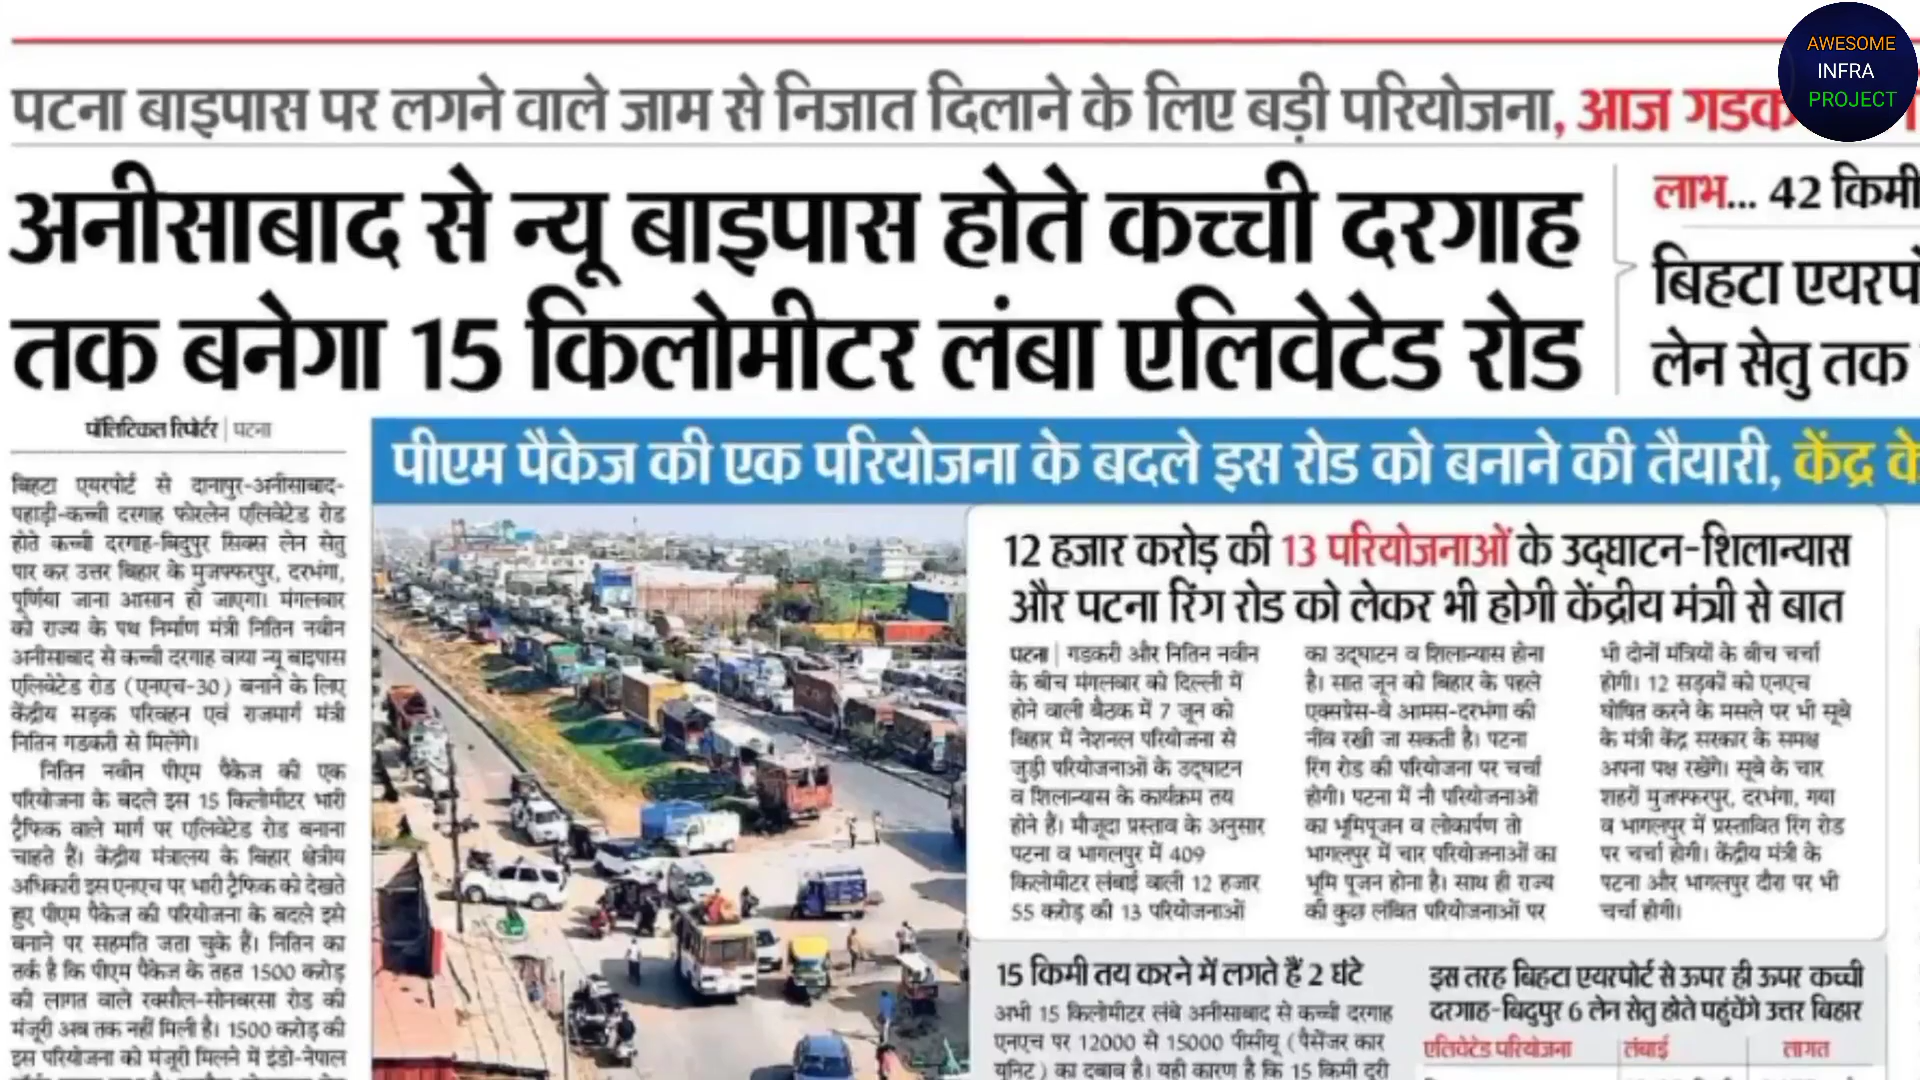 AWESOME
INFRA
PROJECT
पटना बाइपास पर लगने वाले जाम से निजात दिलाने के लिए बड़ी परियोजना, आज गडक
अनीसाबाद से न्यू बाइपास होते कच्ची दरगाह
तक बनेगा 15 किलोमीटर लंबा एलिवेटेड रोड
लाभ... 42 किमी
बिहटा एयरपो
लेन सेतु तक
पॉलिटिकल रिपोर्टर | पटना
बिहटा एयरपोर्ट से दानापुर-अनीसाबाद-
पहाड़ी-कच्ची दरगाह फोरलेन एलिवेटेड रोड
होते कच्ची दरगाह-बिदुपुर सिक्स लेन सेतु
पार कर उत्तर बिहार के मुजफ्फरपुर, दरभंगा,
पूर्णिया जाना आसान हो जाएगा। मंगलवार
को राज्य के पथ निर्माण मंत्री नितिन नवीन
अनीसाबाद से कच्ची दरगाह वाया न्यू बाइपास
एलिवेटेड रोड (एनएच-30) बनाने के लिए
केंद्रीय सड़क परिवहन एवं राजमार्ग मंत्री
नितिन गडकरी से मिलेंगे।
नितिन नवीन पीएम पैकेज की एक
परियोजना के बदले इस 15 किलोमीटर भारी
ट्रैफिक वाले मार्ग पर एलिवेटेड रोड बनाना
चाहते हैं। केंद्रीय मंत्रालय के बिहार क्षेत्रीय
अधिकारी इस एनएच पर भारी ट्रैफिक को देखते
हुए पीएम पैकेज की परियोजना के बदले इसे
बनाने पर सहमति जता चुके हैं। नितिन का
तर्क है कि पीएम पैकेज के तहत 1500 करोड़
की लागत वाले रक्सौल-सोनबरसा रोड की
मंजूरी अब तक नहीं मिली है। 1500 करोड़ की
इस परियोजना को मंजूरी मिलने में इंडो-नेपाल
पीएम पैकेज की एक परियोजना के बदले इस रोड को बनाने की तैयारी, केंद्र के
12 हजार करोड़ की 13 परियोजनाओं के उद्घाटन-शिलान्यास
और पटना रिंग रोड को लेकर भी होगी केंद्रीय मंत्री से बात
पटना | गडकरी और नितिन नवीन
के बीच मंगलवार को दिल्ली में
होने वाली बैठक में 7 जून को
बिहार में नेशनल परियोजना से
जुड़ी परियोजनाओं के उद्घाटन
व शिलान्यास के कार्यक्रम तय
होने हैं। मौजूदा प्रस्ताव के अनुसार
पटना व भागलपुर में 409
किलोमीटर लंबाई वाली 12 हजार
55 करोड़ की 13 परियोजनाओं
का उद्घाटन व शिलान्यास होना
है। सात जून को बिहार के पहले
एक्सप्रेस-वे आमस-दरभंगा की
नींव रखी जा सकती है। पटना
रिंग रोड की परियोजना पर चर्चा
होगी। पटना में नौ परियोजनाओं
का भूमिपूजन व लोकार्पण तो
भागलपुर में चार परियोजनाओं का
भूमि पूजन होना है। साथ ही राज्य
की कुछ लंबित परियोजनाओं पर
भी दोनों मंत्रियों के बीच चर्चा
होगी। 12 सड़कों को एनएच
घोषित करने के मसले पर भी सूबे
के मंत्री केंद्र सरकार के समक्ष
अपना पक्ष रखेंगे। सूबे के चार
शहरों मुजफ्फरपुर, दरभंगा, गया
व भागलपुर में प्रस्तावित रिंग रोड
पर चर्चा होगी। केंद्रीय मंत्री के
पटना और भागलपुर दौरा पर भी
चर्चा होगी।
15 किमी तय करने में लगते हैं 2 घंटे
अभी 15 किलोमीटर लंबे अनीसाबाद से कच्ची दरगाह
एनएच पर 12000 से 15000 पीसीयू (पैसेंजर कार
यूनिट) का दबाव है। यही कारण है कि 15 किमी दूरी
इस तरह बिहटा एयरपोर्ट से ऊपर ही ऊपर कच्ची
दरगाह-बिदुपुर 6 लेन सेतु होते पहुंचेंगे उत्तर बिहार
एलिवेटेड परियोजना लंबाई लागत